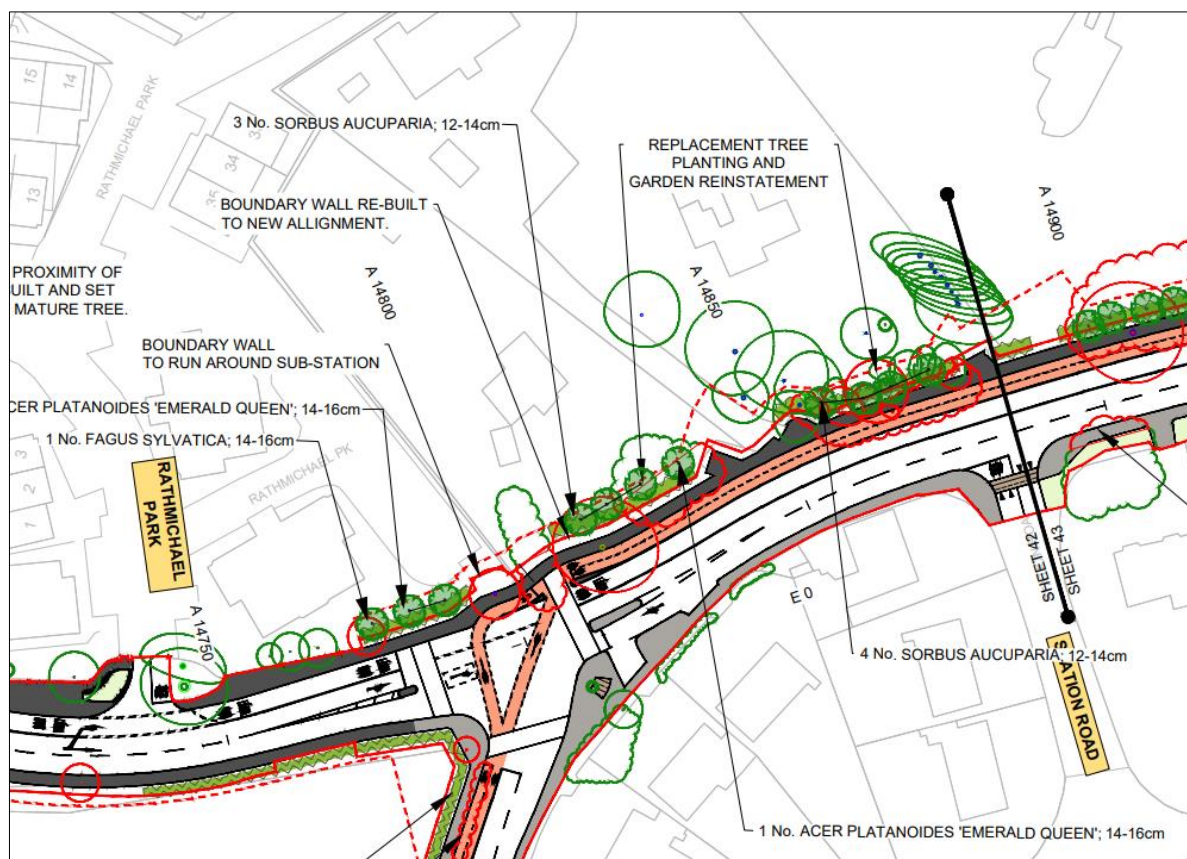 15
14
13
RATHMICHAEL PARK
34
35
3 No. SORBUS AUCUPARIA; 12-14cm
REPLACEMENT TREE
PLANTING AND
GARDEN REINSTATEMENT
BOUNDARY WALL RE-BUILT
TO NEW ALLIGNMENT.
A 14900
PROXIMITY OF
UILT AND SET
MATURE TREE.
A 14800
A 14850
BOUNDARY WALL
TO RUN AROUND SUB-STATION
CER PLATANOIDES 'EMERALD QUEEN'; 14-16cm
1 No. FAGUS SYLVATICA; 14-16cm
3
2
1
RATHMICHAEL
PARK
RATHMICHAEL PK
A 14750
E 0
SHEET 42
SHEET 43
4 No. SORBUS AUCUPARIA; 12-14cm
STATION ROAD
1 No. ACER PLATANOIDES 'EMERALD QUEEN'; 14-16cm